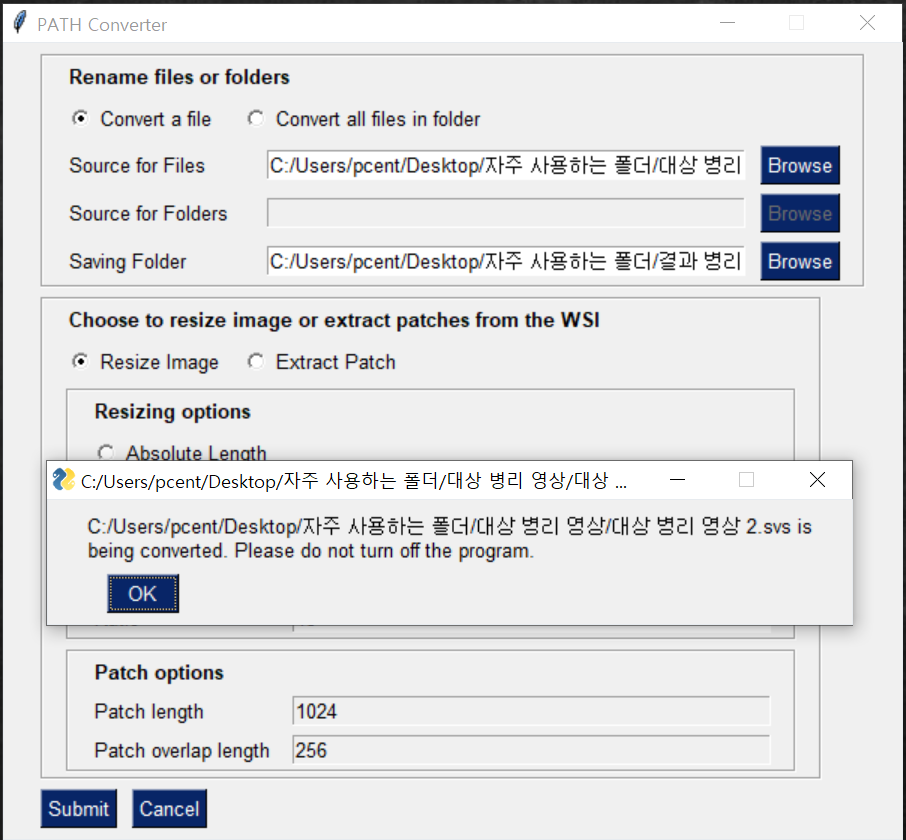 PATH Converter
Rename files or folders
Convert a file Convert all files in folder
Source for Files C:/Users/pcent/Desktop/자주 사용하는 폴더/대상 병리 Browse
Source for Folders Browse
Saving Folder C:/Users/pcent/Desktop/자주 사용하는 폴더/결과 병리 Browse
Choose to resize image or extract patches from the WSI
Resize Image Extract Patch
Resizing options
Absolute Length
C:/Users/pcent/Desktop/자주 사용하는 폴더/대상 병리 영상/대상 ...
C:/Users/pcent/Desktop/자주 사용하는 폴더/대상 병리 영상/대상 병리 영상 2.svs is
being converted. Please do not turn off the program.
OK
Patch options
Patch length 1024
Patch overlap length 256
Submit Cancel